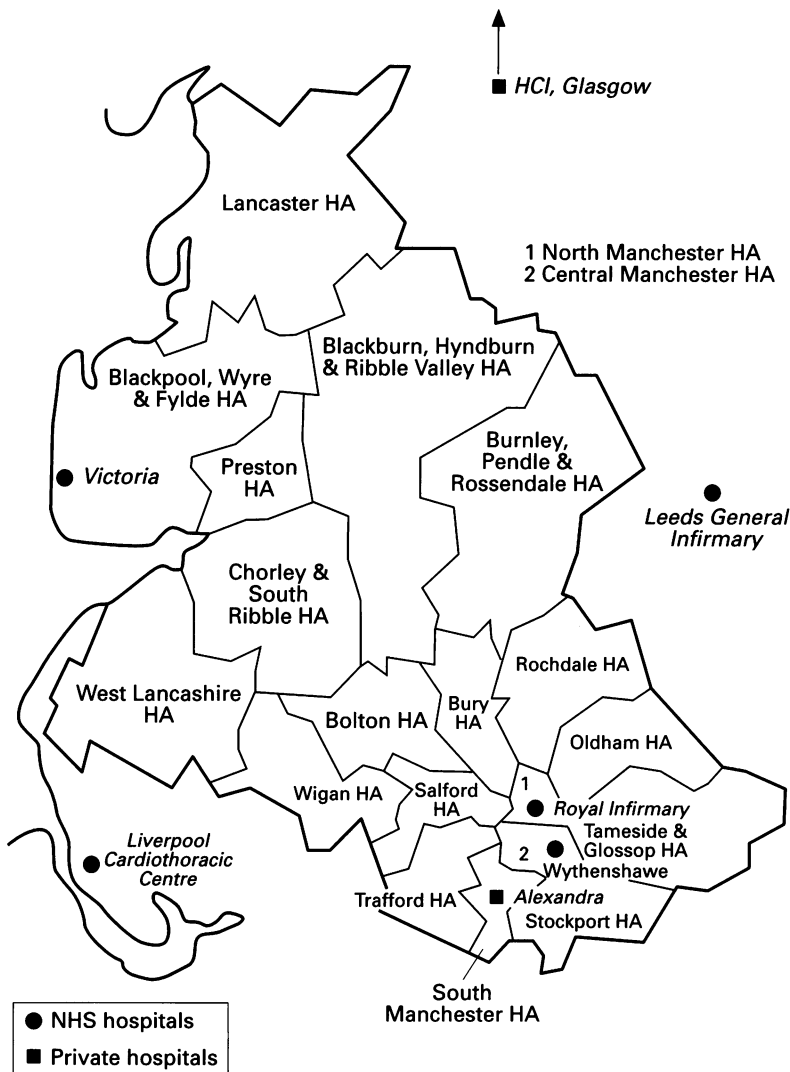 HCI, Glasgow
Lancaster HA
1 North Manchester HA
2 Central Manchester HA
Blackburn, Hyndburn
& Ribble Valley HA
Blackpool, Wyre
& Fylde HA
Burnley,
Pendle &
Rossendale HA
Preston
HA
Victoria
Leeds General
Infirmary
Chorley &
South
Ribble HA
Rochdale HA
West Lancashire
HA
Bury
HA
Bolton HA
Oldham HA
1
Wigan HA
Salford
HA
Royal Infirmary
Tameside &
Glossop HA
2
Wythenshawe
Liverpool
Cardiothoracic
Centre
Trafford HA
Alexandra
Stockport HA
South
Manchester HA
NHS hospitals
Private hospitals